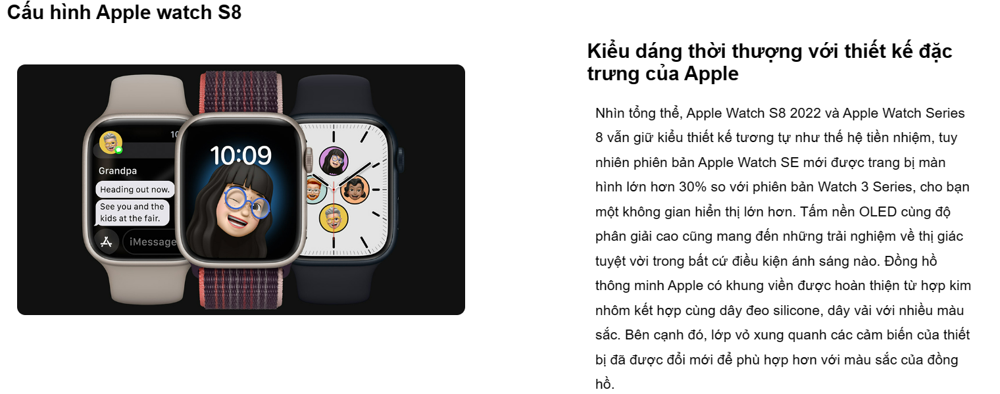 Cấu hình Apple watch S8
10
Grandpa
Heading out now.
See you and the
kids at the fair.
iMessage
10:09
Kiểu dáng thời thượng với thiết kế đặc
trưng của Apple
Nhìn tổng thể, Apple Watch S8 2022 và Apple Watch Series
8 vẫn giữ kiểu thiết kế tương tự như thế hệ tiền nhiệm, tuy
nhiên phiên bản Apple Watch SE mới được trang bị màn
hình lớn hơn 30% so với phiên bản Watch 3 Series, cho bạn
một không gian hiển thị lớn hơn. Tấm nền OLED cùng độ
phân giải cao cũng mang đến những trải nghiệm về thị giác
tuyệt vời trong bất cứ điều kiện ánh sáng nào. Đồng hồ
thông minh Apple có khung viền được hoàn thiện từ hợp kim
nhôm kết hợp cùng dây đeo silicone, dây vải với nhiều màu
sắc. Bên cạnh đó, lớp vỏ xung quanh các cảm biến của thiết
bị đã được đổi mới để phù hợp hơn với màu sắc của đồng
hồ.